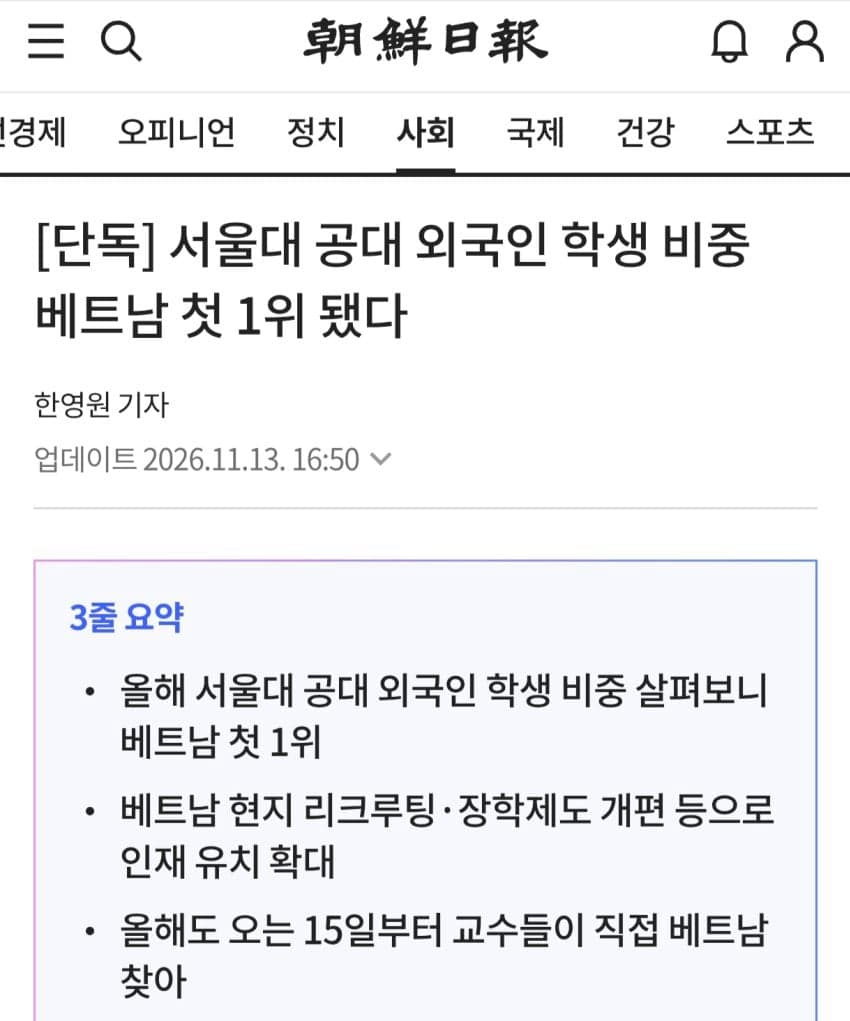 朝鮮日報
경제 오피니언 정치 사회 국제 건강 스포츠
[단독] 서울대 공대 외국인 학생 비중
베트남 첫 1위 됐다
한영원 기자
업데이트 2026.11.13. 16:50
3줄 요약
• 올해 서울대 공대 외국인 학생 비중 살펴보니
베트남 첫 1위
• 베트남 현지 리크루팅·장학제도 개편 등으로
인재 유치 확대
• 올해도 오는 15일부터 교수들이 직접 베트남
찾아